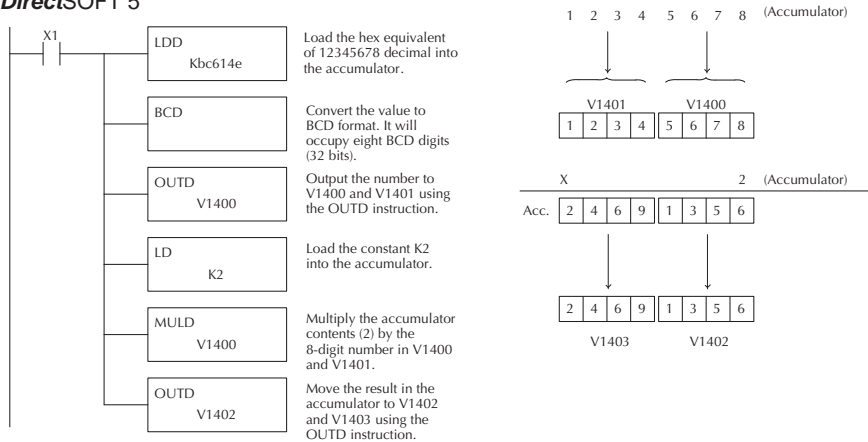 DirectSOFT 5
X1
LDD
Kbc614e
Load the hex equivalent
of 12345678 decimal into
the accumulator.
BCD
Convert the value to
BCD format. It will
occupy eight BCD digits
(32 bits).
OUTD
V1400
Output the number to
V1400 and V1401 using
the OUTD instruction.
LD
K2
Load the constant K2
into the accumulator.
MULD
V1400
Multiply the accumulator
contents (2) by the
8-digit number in V1400
and V1401.
OUTD
V1402
Move the result in the
accumulator to V1402
and V1403 using the
OUTD instruction.
1 2 3 4 5 6 7 8 (Accumulator)
V1401 V1400
1 2 3 4 5 6 7 8
X 2 (Accumulator)
Acc. 2 4 6 9 1 3 5 6
2 4 6 9 1 3 5 6
V1403 V1402